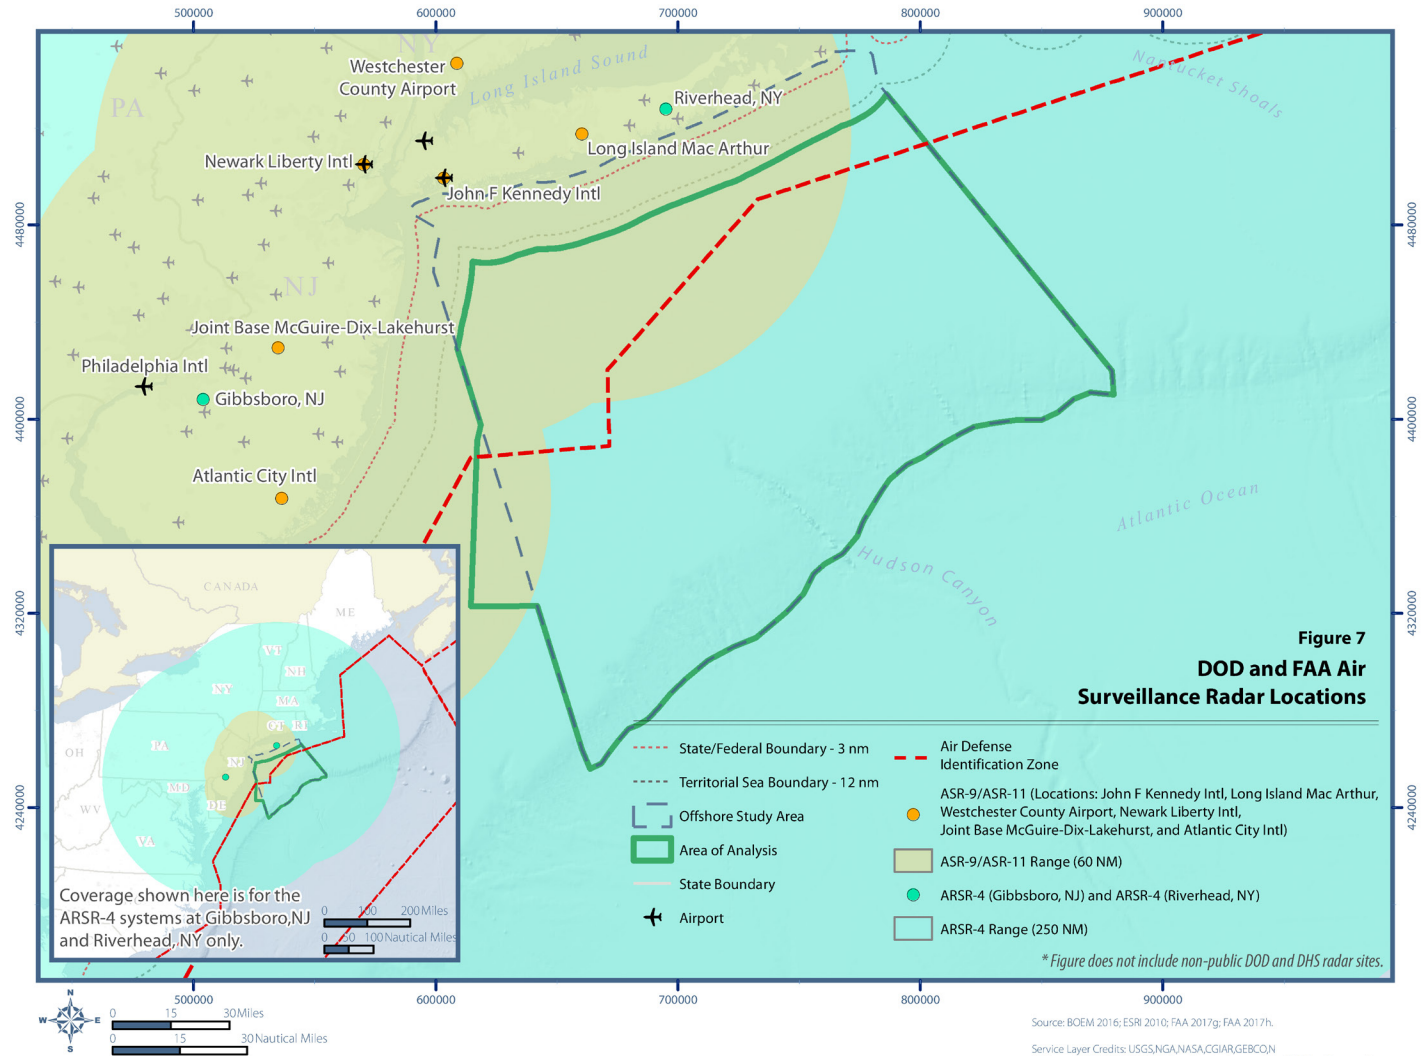 500000 600000 700000 800000 900000
NY
Westchester
County Airport
Long Island Sound
Nantucket Shoals
PA
Riverhead, NY
Long Island Mac Arthur
Newark Liberty Intl
John F Kennedy Intl
4480000 4480000
NJ
Joint Base McGuire-Dix-Lakehurst
Philadelphia Intl
Gibbsboro, NJ
4400000 4400000
Atlantic City Intl
Atlantic Ocean
Hudson Canyon
4320000 4320000
CANADA
ME
VT
NH
NY
MA
CT RI
PA
OH
NJ
MD
DE
WV
VA
Coverage shown here is for the
ARSR-4 systems at Gibbsboro,NJ
and Riverhead, NY only.
0 100 200 Miles
0 50 100 Nautical Miles
Figure 7
DOD and FAA Air
Surveillance Radar Locations
State/Federal Boundary - 3 nm
Territorial Sea Boundary - 12 nm
Offshore Study Area
Area of Analysis
State Boundary
Airport
Air Defense
Identification Zone
ASR-9/ASR-11 (Locations: John F Kennedy Intl, Long Island Mac Arthur,
Westchester County Airport, Newark Liberty Intl,
Joint Base McGuire-Dix-Lakehurst, and Atlantic City Intl)
ASR-9/ASR-11 Range (60 NM)
ARSR-4 (Gibbsboro, NJ) and ARSR-4 (Riverhead, NY)
ARSR-4 Range (250 NM)
* Figure does not include non-public DOD and DHS radar sites.
4240000 4240000
500000 600000 700000 800000 900000
N
W E
S
0 15 30 Miles
0 15 30 Nautical Miles
Source: BOEM 2016; ESRI 2010; FAA 2017g; FAA 2017h.
Service Layer Credits: USGS,NGA,NASA,CGIAR,GEBCO,N